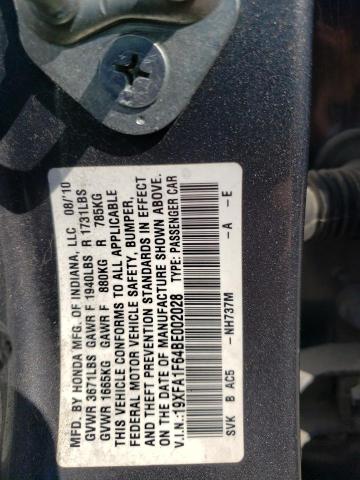 MFD. BY HONDA MFG. OF INDIANA, LLC 08/'10
GVWR 3671LBS GAWR F 1940LBS R 1731LBS
GVWR 1665KG GAWR F 880KG R 785KG
THIS VEHICLE CONFORMS TO ALL APPLICABLE
FEDERAL MOTOR VEHICLE SAFETY, BUMPER,
AND THEFT PREVENTION STANDARDS IN EFFECT
ON THE DATE OF MANUFACTURE SHOWN ABOVE.
V.I.N.:19XFA1F64BE002028 TYPE: PASSENGER CAR
SVK B AC5 -NH737M -A -E